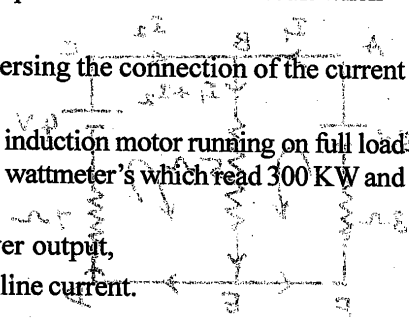 ersing the connection of the current
induction motor running on full load
wattmeter's which read 300 KW and
er output,
line current.